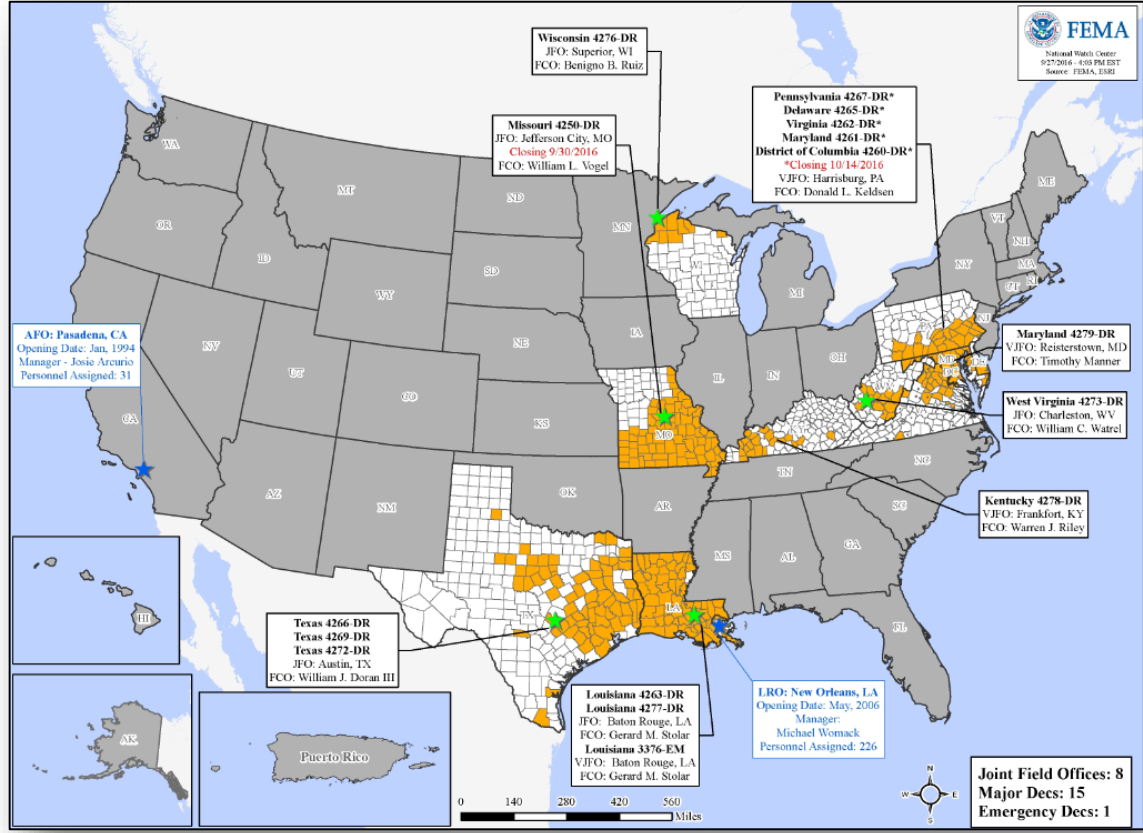 FEMA
National Watch Center
9/27/2016 - 4:03 PM EST
Source: FEMA, ESRI
Wisconsin 4276-DR
JFO: Superior, WI
FCO: Benigno B. Ruiz
Missouri 4250-DR
JFO: Jefferson City, MO
Closing 9/30/2016
FCO: William L. Vogel
Pennsylvania 4267-DR*
Delaware 4265-DR*
Virginia 4262-DR*
Maryland 4261-DR*
District of Columbia 4260-DR*
*Closing 10/14/2016
VJFO: Harrisburg, PA
FCO: Donald L. Keldsen
WA
MT
ND
MN
ME
OR
ID
SD
WI
VT
NH
NY
MA
CT
RI
WY
MI
IA
PA
NJ
NV
NE
OH
IL
IN
MD
DE
DC
UT
CO
KS
MO
WV
CA
AZ
NM
OK
AR
TN
NC
SC
MS
AL
GA
TX
LA
FL
HI
AK
Puerto Rico
AFO: Pasadena, CA
Opening Date: Jan, 1994
Manager - Josie Arcurio
Personnel Assigned: 31
Maryland 4279-DR
VJFO: Reisterstown, MD
FCO: Timothy Manner
West Virginia 4273-DR
JFO: Charleston, WV
FCO: William C. Watrel
Kentucky 4278-DR
VJFO: Frankfort, KY
FCO: Warren J. Riley
Texas 4266-DR
Texas 4269-DR
Texas 4272-DR
JFO: Austin, TX
FCO: William J. Doran III
Louisiana 4263-DR
Louisiana 4277-DR
JFO: Baton Rouge, LA
FCO: Gerard M. Stolar
Louisiana 3376-EM
VJFO: Baton Rouge, LA
FCO: Gerard M. Stolar
LRO: New Orleans, LA
Opening Date: May, 2006
Manager:
Michael Womack
Personnel Assigned: 226
N
W
E
S
0 140 280 420 560
Miles
Joint Field Offices: 8
Major Decs: 15
Emergency Decs: 1